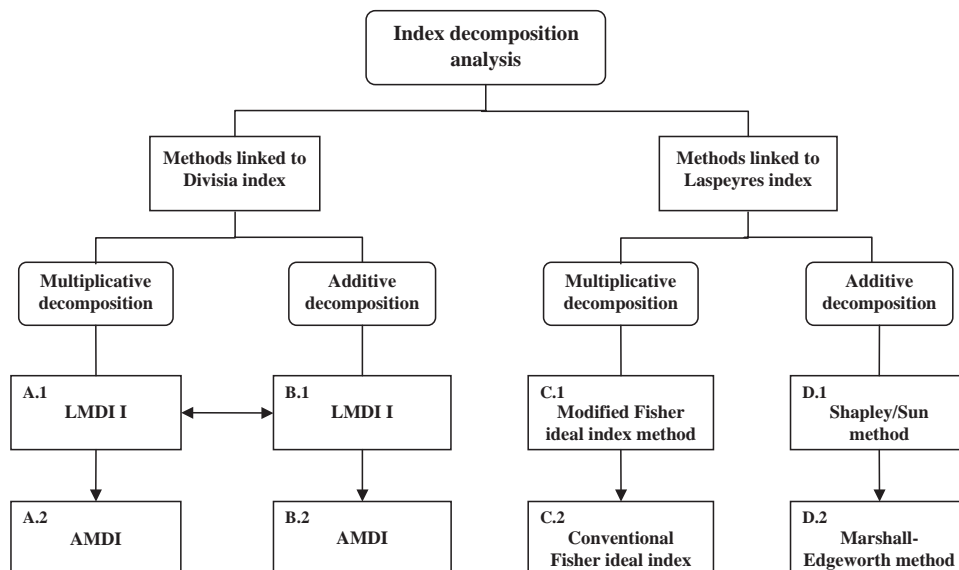 Index decomposition
analysis
Methods linked to
Divisia index
Methods linked to
Laspeyres index
Multiplicative
decomposition
Additive
decomposition
Multiplicative
decomposition
Additive
decomposition
A.1
LMDI I
B.1
LMDI I
C.1
Modified Fisher
ideal index method
D.1
Shapley/Sun
method
A.2
AMDI
B.2
AMDI
C.2
Conventional
Fisher ideal index
D.2
Marshall-
Edgeworth method